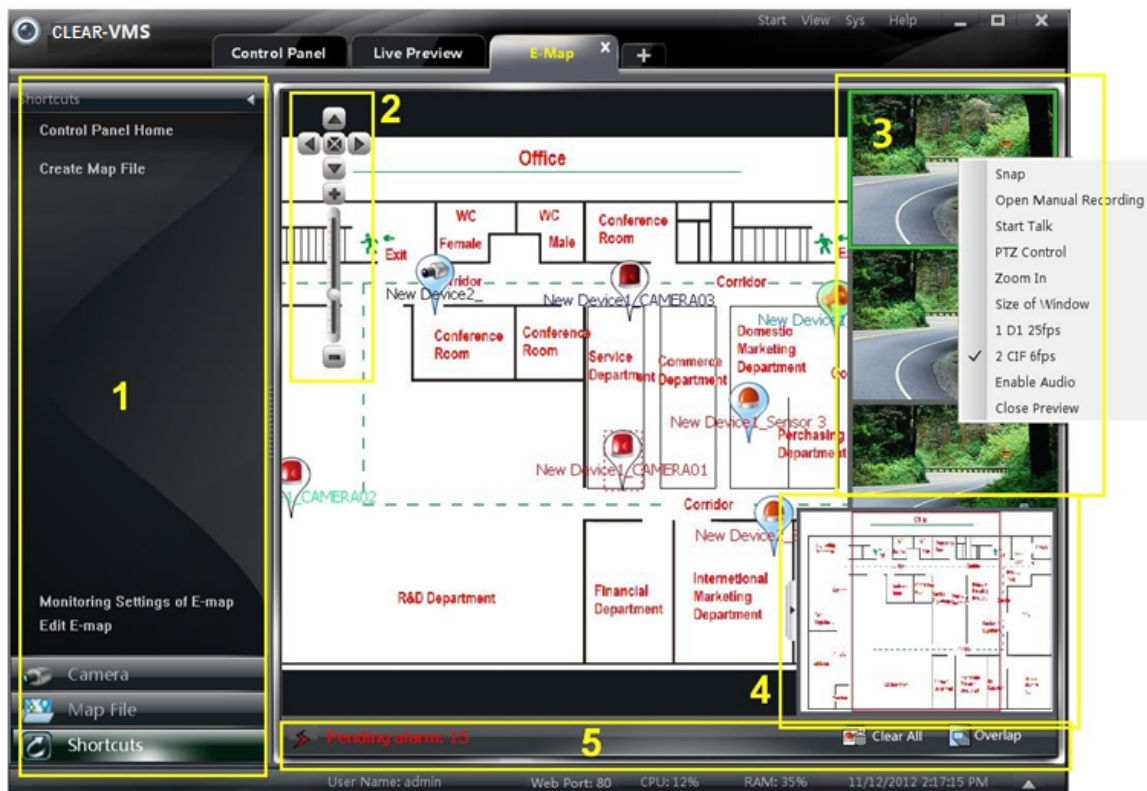 CLEAR-VMS
Start View Sys Help
Control Panel
Live Preview
E-Map
1
Shortcuts
Control Panel Home
Create Map File
Monitoring Settings of E-map
Edit E-map
Camera
Map File
Shortcuts
2
Office
WC
Female
WC
Male
Conference
Room
Exit
Corridor
New Device2_
New Device1_CAMERA03
New Device1
Conference
Room
Conference
Room
Service
Department
Commerce
Department
Domestic
Marketing
Department
New Device1_Sensor 3
Perchasing
Department
New Device1_CAMERA01
1_CAMERA02
Corridor
New Device
R&D Department
Financial
Department
Internetional
Marketing
Department
3
Snap
Open Manual Recording
Start Talk
PTZ Control
Zoom In
Size of Window
1 D1 25fps
2 CIF 6fps
Enable Audio
Close Preview
4
Pending alarm: 15
5
Clear All
Overlap
User Name: admin
Web Port: 80
CPU: 12%
RAM: 35%
11/12/2012 2:17:15 PM